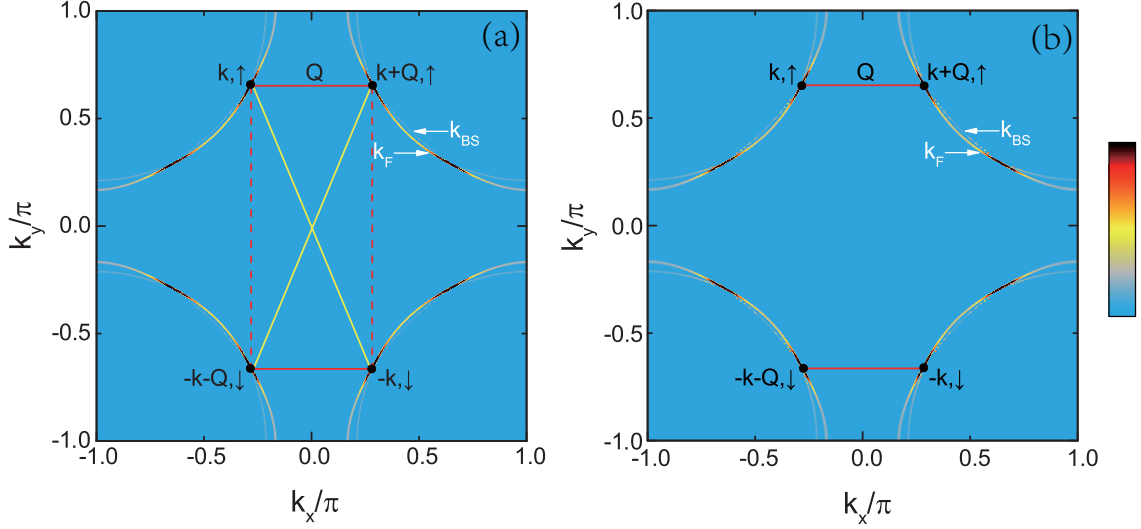 (a)
1.0
0.5
0.0
-0.5
-1.0
k_y/π
k,↑
Q
k+Q,↑
k_BS
k_F
-k-Q,↓
-k,↓
-1.0 -0.5 0.0 0.5 1.0
k_x/π
(b)
1.0
0.5
0.0
-0.5
-1.0
k_y/π
k,↑
Q
k+Q,↑
k_BS
k_F
-k-Q,↓
-k,↓
-1.0 -0.5 0.0 0.5 1.0
k_x/π